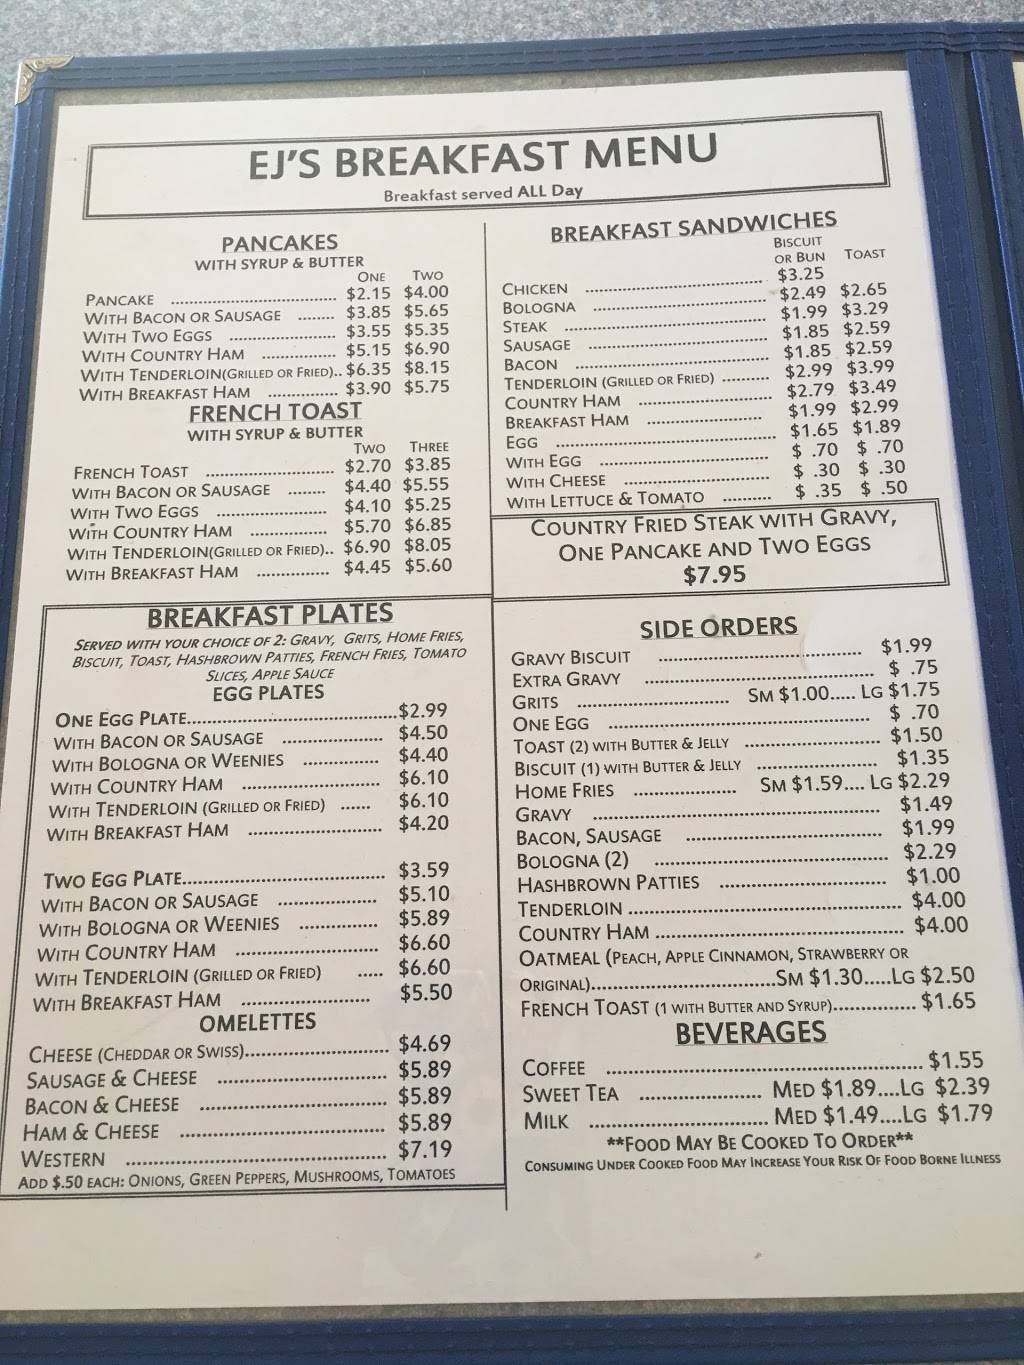 EJ'S BREAKFAST MENU
Breakfast served ALL Day
PANCAKES
WITH SYRUP & BUTTER
ONE TWO
PANCAKE ................................. $2.15 $4.00
WITH BACON OR SAUSAGE ........ $3.85 $5.65
WITH TWO EGGS ........................ $3.55 $5.35
WITH COUNTRY HAM ................ $5.15 $6.90
WITH TENDERLOIN(GRILLED OR FRIED).. $6.35 $8.15
WITH BREAKFAST HAM .............. $3.90 $5.75
FRENCH TOAST
WITH SYRUP & BUTTER
TWO THREE
FRENCH TOAST .......................... $2.70 $3.85
WITH BACON OR SAUSAGE ........ $4.40 $5.55
WITH TWO EGGS ...................... $4.10 $5.25
WITH COUNTRY HAM ................ $5.70 $6.85
WITH TENDERLOIN(GRILLED OR FRIED).. $6.90 $8.05
WITH BREAKFAST HAM ............... $4.45 $5.60
BREAKFAST PLATES
SERVED WITH YOUR CHOICE OF 2: GRAVY, GRITS, HOME FRIES,
BISCUIT, TOAST, HASHBROWN PATTIES, FRENCH FRIES, TOMATO
SLICES, APPLE SAUCE
EGG PLATES
ONE EGG PLATE..........................................$2.99
WITH BACON OR SAUSAGE .................... $4.50
WITH BOLOGNA OR WEENIES ............... $4.40
WITH COUNTRY HAM ............................ $6.10
WITH TENDERLOIN (GRILLED OR FRIED) ...... $6.10
WITH BREAKFAST HAM ........................... $4.20
TWO EGG PLATE........................................ $3.59
WITH BACON OR SAUSAGE .................... $5.10
WITH BOLOGNA OR WEENIES ................ $5.89
WITH COUNTRY HAM ............................. $6.60
WITH TENDERLOIN (GRILLED OR FRIED) ..... $6.60
WITH BREAKFAST HAM .......................... $5.50
OMELETTES
CHEESE (CHEDDAR OR SWISS)............................ $4.69
SAUSAGE & CHEESE .................................. $5.89
BACON & CHEESE ..................................... $5.89
HAM & CHEESE ......................................... $5.89
WESTERN .................................................... $7.19
ADD $.50 EACH: ONIONS, GREEN PEPPERS, MUSHROOMS, TOMATOES
BREAKFAST SANDWICHES
BISCUIT
OR BUN TOAST
CHICKEN .................................... $3.25
BOLOGNA ................................... $2.49 $2.65
STEAK ........................................ $1.99 $3.29
SAUSAGE .................................... $1.85 $2.59
BACON ....................................... $1.85 $2.59
TENDERLOIN (GRILLED OR FRIED) .......... $2.99 $3.99
COUNTRY HAM ........................... $2.79 $3.49
BREAKFAST HAM ....................... $1.99 $2.99
EGG ............................................ $1.65 $1.89
WITH EGG .................................. $ .70 $ .70
WITH CHEESE ............................. $ .30 $ .30
WITH LETTUCE & TOMATO .......... $ .35 $ .50
COUNTRY FRIED STEAK WITH GRAVY,
ONE PANCAKE AND TWO EGGS
$7.95
SIDE ORDERS
GRAVY BISCUIT ......................................... $1.99
EXTRA GRAVY .............................................. $ .75
GRITS .............................. SM $1.00..... LG $1.75
ONE EGG .................................................... $ .70
TOAST (2) WITH BUTTER & JELLY ........................... $1.50
BISCUIT (1) WITH BUTTER & JELLY ........................ $1.35
HOME FRIES .................... SM $1.59.... LG $2.29
GRAVY ......................................................... $1.49
BACON, SAUSAGE ....................................... $1.99
BOLOGNA (2) .............................................. $2.29
HASHBROWN PATTIES ................................. $1.00
TENDERLOIN ....................................................... $4.00
COUNTRY HAM .................................................. $4.00
OATMEAL (PEACH, APPLE CINNAMON, STRAWBERRY OR
ORIGINAL).....................................SM $1.30.....LG $2.50
FRENCH TOAST (1 WITH BUTTER AND SYRUP)................ $1.65
BEVERAGES
COFFEE .............................................................. $1.55
SWEET TEA ........................ MED $1.89....LG $2.39
MILK ................................... MED $1.49....LG $1.79
**FOOD MAY BE COOKED TO ORDER**
CONSUMING UNDER COOKED FOOD MAY INCREASE YOUR RISK OF FOOD BORNE ILLNESS